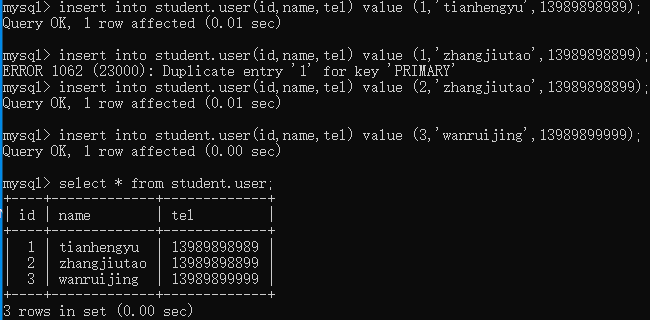 mysql> insert into student.user(id,name,tel) value (1,'tianhengyu',13989898989);
Query OK, 1 row affected (0.01 sec)
mysql> insert into student.user(id,name,tel) value (1,'zhangjiutao',13989898899);
ERROR 1062 (23000): Duplicate entry '1' for key 'PRIMARY'
mysql> insert into student.user(id,name,tel) value (2,'zhangjiutao',13989898899);
Query OK, 1 row affected (0.01 sec)
mysql> insert into student.user(id,name,tel) value (3,'wanruijing',13989899999);
Query OK, 1 row affected (0.00 sec)
mysql> select * from student.user;
+----+-------------+-------------+
| id | name | tel |
+----+-------------+-------------+
| 1 | tianhengyu | 13989898989 |
| 2 | zhangjiutao | 13989898899 |
| 3 | wanruijing | 13989899999 |
+----+-------------+-------------+
3 rows in set (0.00 sec)